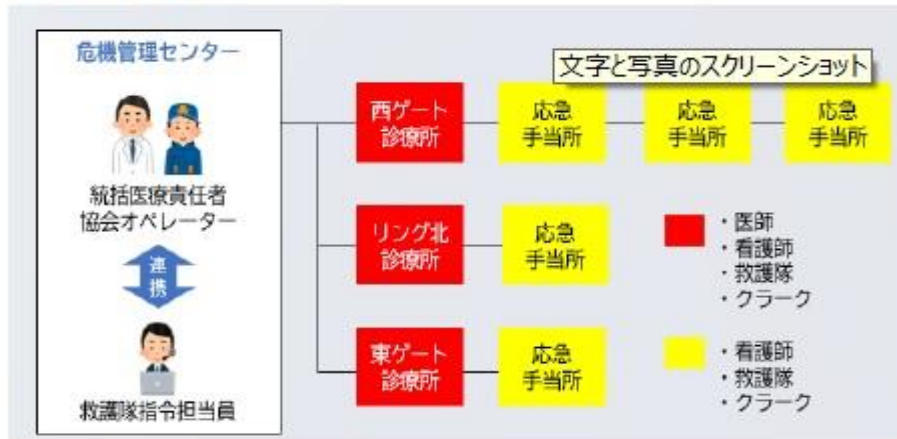 危機管理センター
文字と写真のスクリーンショット
統括医療責任者
協会オペレーター
連
携
救護隊指令担当員
西ゲート
診療所
応急
手当所
応急
手当所
応急
手当所
リング北
診療所
応急
手当所
東ゲート
診療所
応急
手当所
・医師
・看護師
・救護隊
・クラーク
・看護師
・救護隊
・クラーク